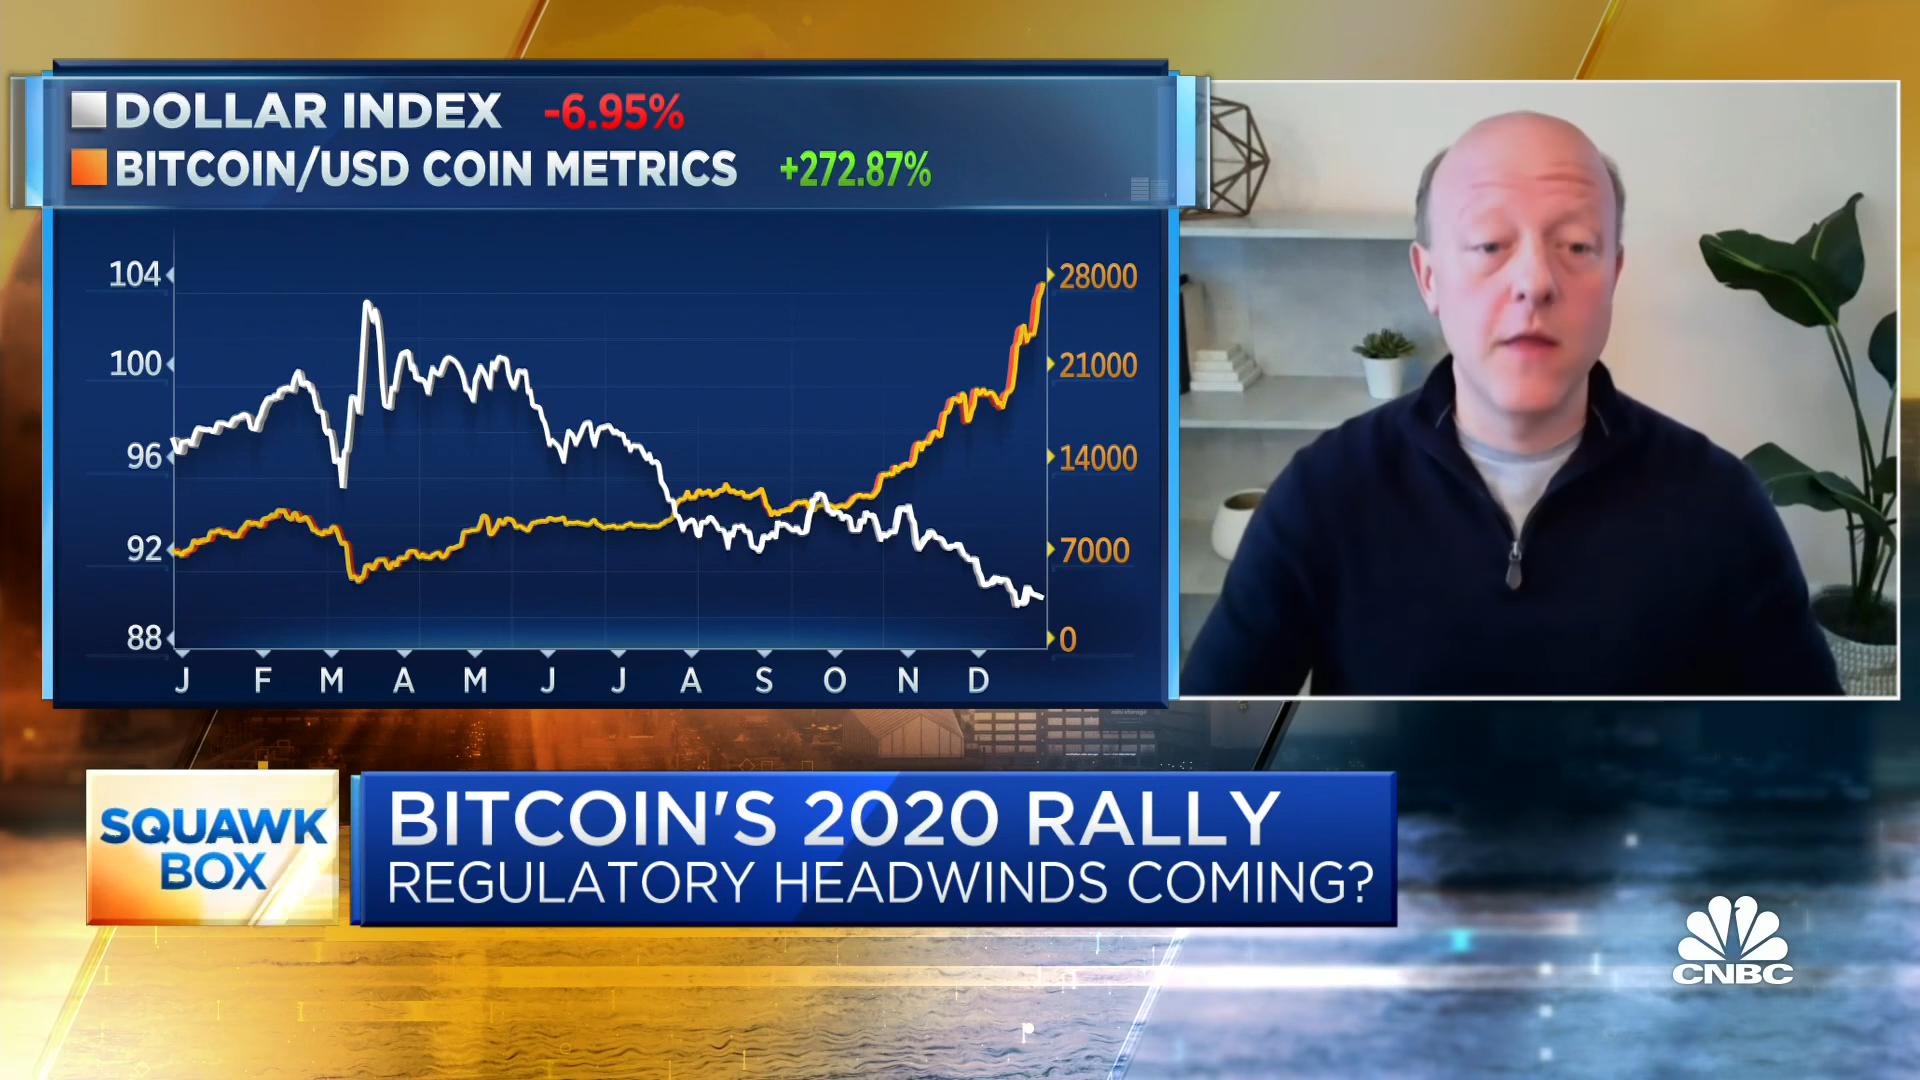 DOLLAR INDEX -6.95%
BITCOIN/USD COIN METRICS +272.87%
104 28000
100 21000
96 14000
92 7000
88 0
J F M A M J J A S O N D
SQUAWK
BOX
BITCOIN'S 2020 RALLY
REGULATORY HEADWINDS COMING?
CNBC